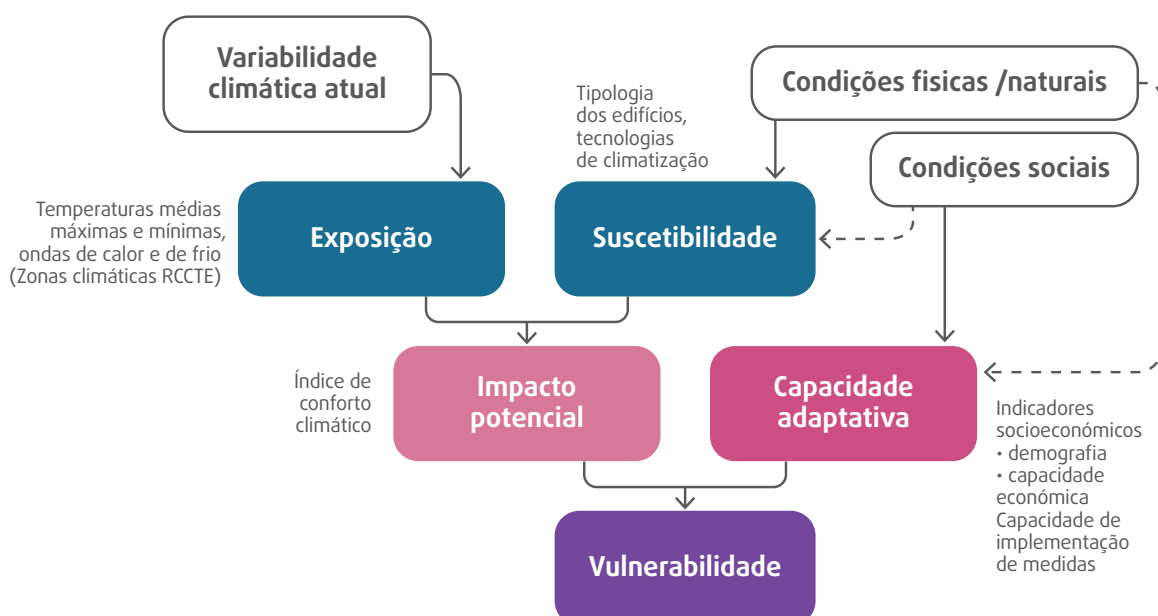 Variabilidade
climática atual
Condições fisicas /naturais
Tipologia
dos edifícios,
tecnologias
de climatização
Condições sociais
Temperaturas médias
máximas e mínimas,
ondas de calor e de frio
(Zonas climáticas RCCTE)
Exposição
Suscetibilidade
Índice de
conforto
climático
Impacto
potencial
Capacidade
adaptativa
Indicadores
socioeconómicos
• demografia
• capacidade
económica
Capacidade de
implementação
de medidas
Vulnerabilidade